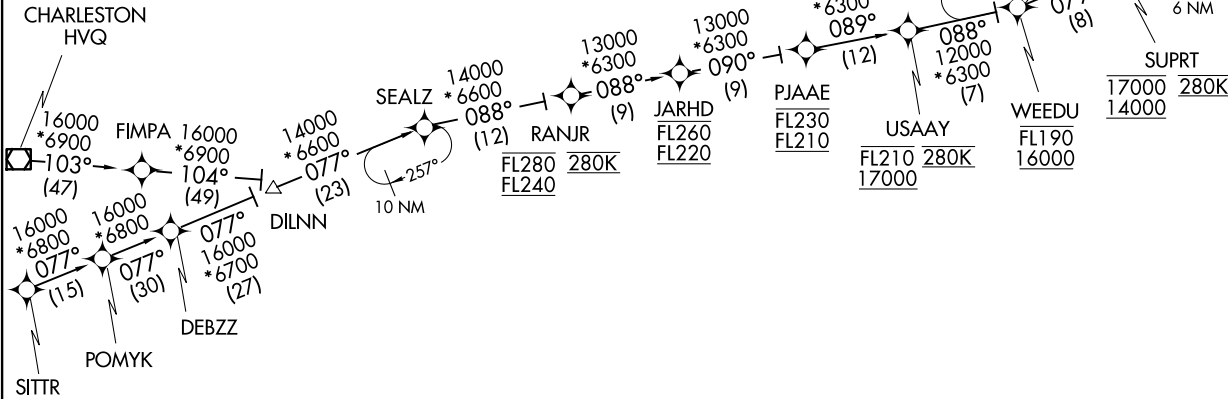 CHARLESTON
HVQ
16000
*6900
103°
(47)
FIMPA
16000
*6900
104°
(49)
16000
*6800
077°
(15)
16000
*6800
077°
(30)
077°
16000
*6700
(27)
SITTR
POMYK
DEBZZ
DILNN
14000
*6600
077°
(23)
SEALZ
257°
10 NM
14000
*6600
088°
(12)
RANJR
FL280
280K
FL240
13000
*6300
088°
(9)
JARHD
FL260
FL220
13000
*6300
090°
(9)
PJAAE
FL230
FL210
*6300
089°
(12)
USAAY
FL210
280K
17000
088°
12000
*6300
(7)
WEEDU
FL190
16000
(8)
6 NM
SUPRT
17000
280K
14000